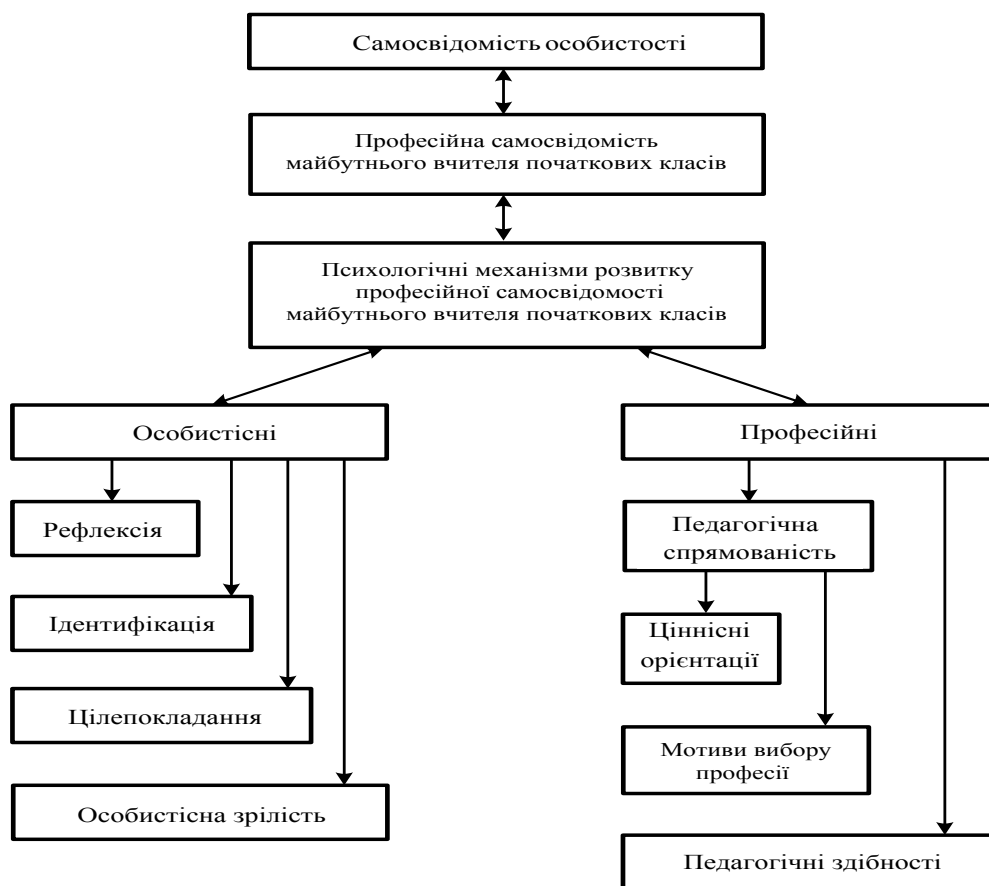 Самосвідомість особистості
Професійна самосвідомість
майбутнього вчителя початкових класів
Психологічні механізми розвитку
професійної самосвідомості
майбутнього вчителя початкових класів
Особистісні
Професійні
Рефлексія
Ідентифікація
Цілепокладання
Особистісна зрілість
Педагогічна
спрямованість
Ціннісні
орієнтації
Мотиви вибору
професії
Педагогічні здібності